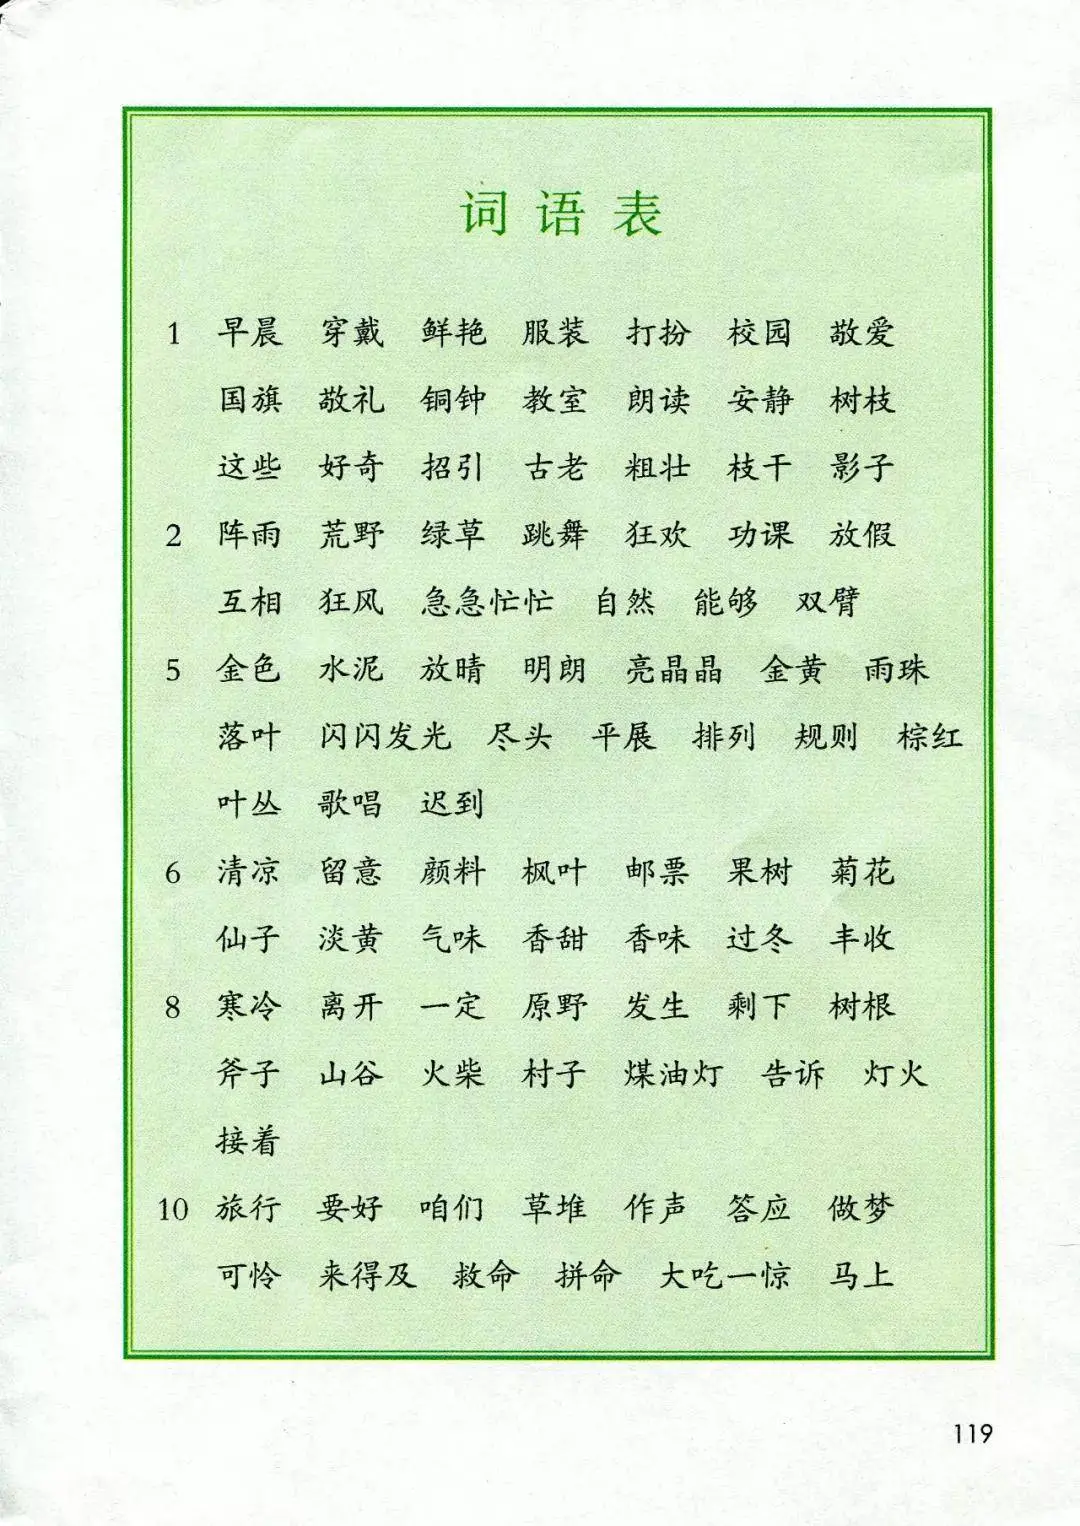 词语表
1 早晨 穿戴 鲜艳 服装 打扮 校园 敬爱
国旗 敬礼 铜钟 教室 朗读 安静 树枝
这些 好奇 招引 古老 粗壮 枝干 影子
2 阵雨 荒野 绿草 跳舞 狂欢 功课 放假
互相 狂风 急急忙忙 自然 能够 双臂
5 金色 水泥 放晴 明朗 亮晶晶 金黄 雨珠
落叶 闪闪发光 尽头 平展 排列 规则 棕红
叶丛 歌唱 迟到
6 清凉 留意 颜料 枫叶 邮票 果树 菊花
仙子 淡黄 气味 香甜 香味 过冬 丰收
8 寒冷 离开 一定 原野 发生 剩下 树根
斧子 山谷 火柴 村子 煤油灯 告诉 灯火
接着
10 旅行 要好 咱们 草堆 作声 答应 做梦
可怜 来得及 救命 拼命 大吃一惊 马上
119